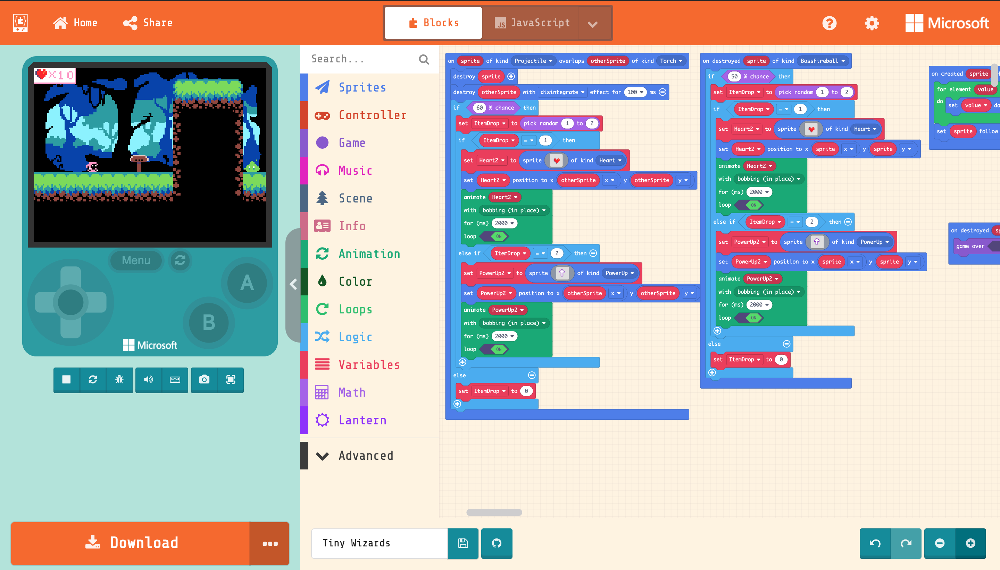 Home
Share
Blocks
JS JavaScript
Microsoft
×10
Menu
A
B
Microsoft
Download
Search...
Sprites
Controller
Game
Music
Scene
Info
Animation
Color
Loops
Logic
Variables
Math
Lantern
Advanced
on sprite of kind Projectile overlaps otherSprite of kind Torch
destroy sprite
destroy otherSprite with disintegrate effect for 100 ms
if 60 % chance then
set ItemDrop to pick random 1 to 2
if ItemDrop = 1 then
set Heart2 to sprite of kind Heart
set Heart2 position to x otherSprite x y otherSprite y
animate Heart2
with bobbing (in place)
for (ms) 2000
loop ON
else if ItemDrop = 2 then
set PowerUp2 to sprite of kind PowerUp
set PowerUp2 position to x otherSprite x y otherSprite y
animate PowerUp2
with bobbing (in place)
for (ms) 2000
loop ON
else
set ItemDrop to 0
on destroyed sprite of kind BossFireball
if 50 % chance then
set ItemDrop to pick random 1 to 2
if ItemDrop = 1 then
set Heart2 to sprite of kind Heart
set Heart2 position to x sprite x y sprite y
animate Heart2
with bobbing (in place)
for (ms) 2000
loop ON
else if ItemDrop = 2 then
set PowerUp2 to sprite of kind PowerUp
set PowerUp2 position to x sprite x y sprite y
animate PowerUp2
with bobbing (in place)
for (ms) 2000
loop ON
else
set ItemDrop to 0
on created sprite
for element value
do set value
set sprite follow
on destroyed
game over
Tiny Wizards